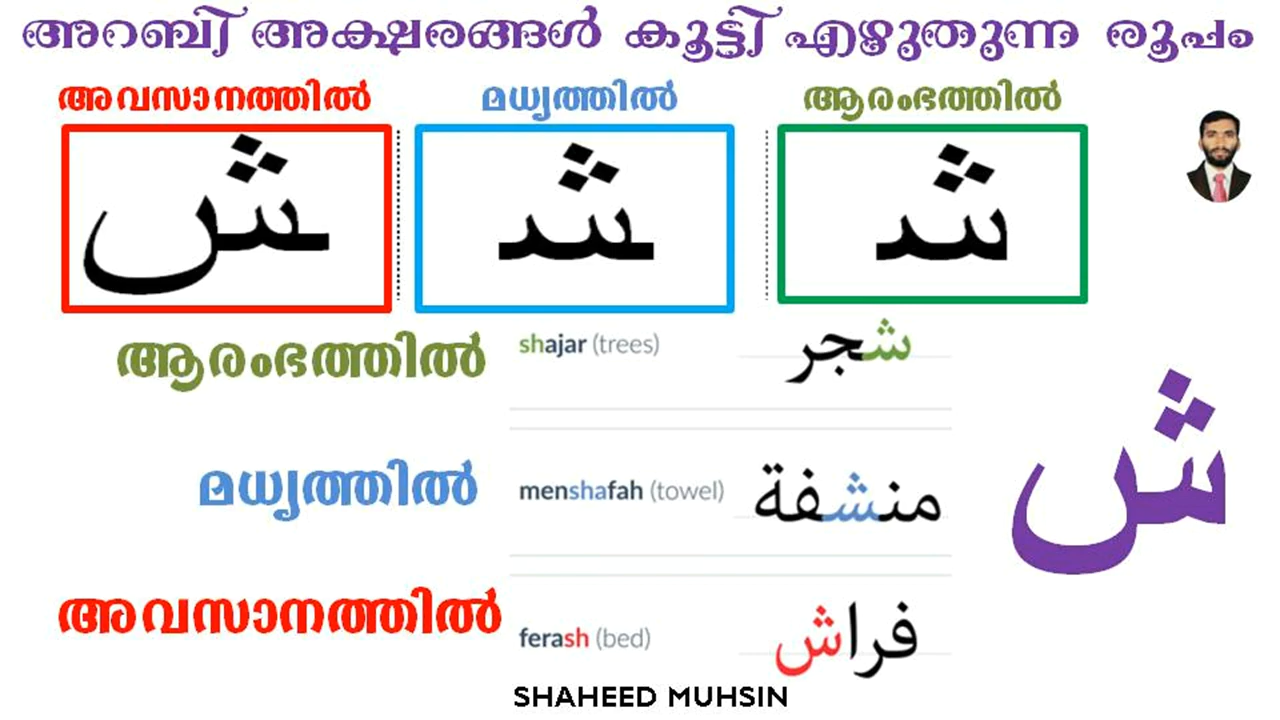 അറബി അക്ഷരങ്ങൾ കൂട്ടി എഴുതുന്ന രൂപം
അവസാനത്തിൽ മധ്യത്തിൽ ആരംഭത്തിൽ
ـش ـشـ شـ
ആരംഭത്തിൽ shajar (trees) شجر
മധ്യത്തിൽ menshafah (towel) منشفة
ش
അവസാനത്തിൽ ferash (bed) فراش
SHAHEED MUHSIN